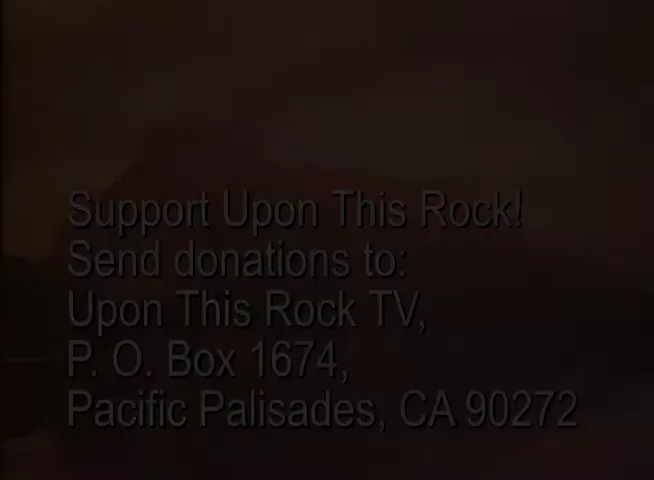 Support Upon This Rock!
Send donations to:
Upon This Rock TV,
P. O. Box 1674,
Pacific Palisades, CA 90272